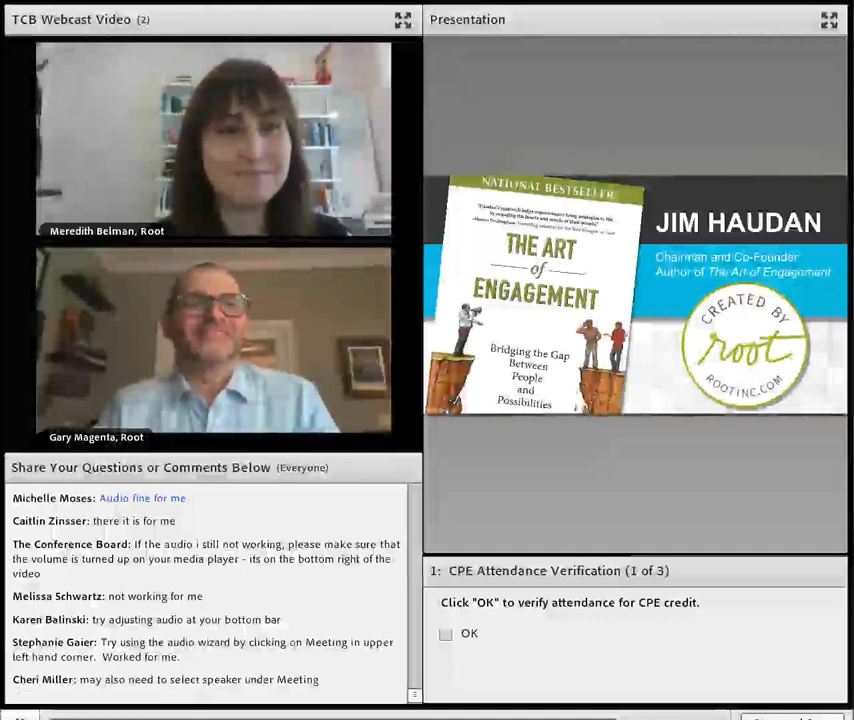 TCB Webcast Video (2)
Meredith Belman, Root
Gary Magenta, Root
Share Your Questions or Comments Below (Everyone)
Michelle Moses: Audio fine for me
Caitlin Zinsser: there it is for me
The Conference Board: If the audio i still not working, please make sure that
the volume is turned up on your media player - its on the bottom right of the
video
Melissa Schwartz: not working for me
Karen Balinski: try adjusting audio at your bottom bar
Stephanie Gaier: Try using the audio wizard by clicking on Meeting in upper
left hand corner. Worked for me.
Cheri Miller: may also need to select speaker under Meeting
Presentation
NATIONAL BESTSELLER
THE ART
of
ENGAGEMENT
Bridging the Gap
Between
People
and
Possibilities
JIM HAUDAN
Chairman and Co-Founder
Author of The Art of Engagement
CREATED BY
root
ROOTINC.COM
1: CPE Attendance Verification (1 of 3)
Click "OK" to verify attendance for CPE credit.
OK